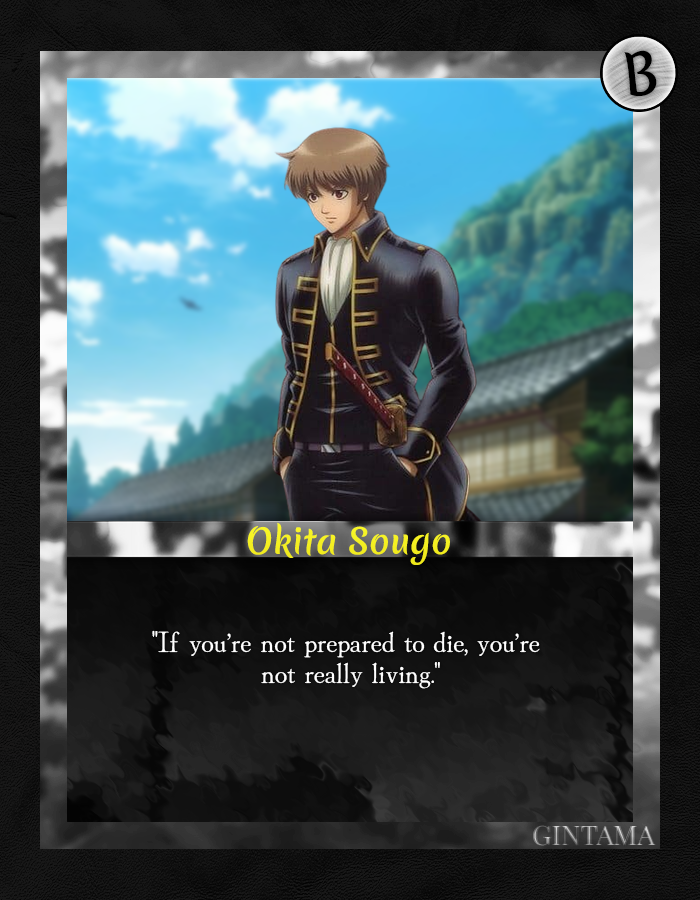 B
Okita Sougo
"If you're not prepared to die, you're
not really living."
GINTAMA